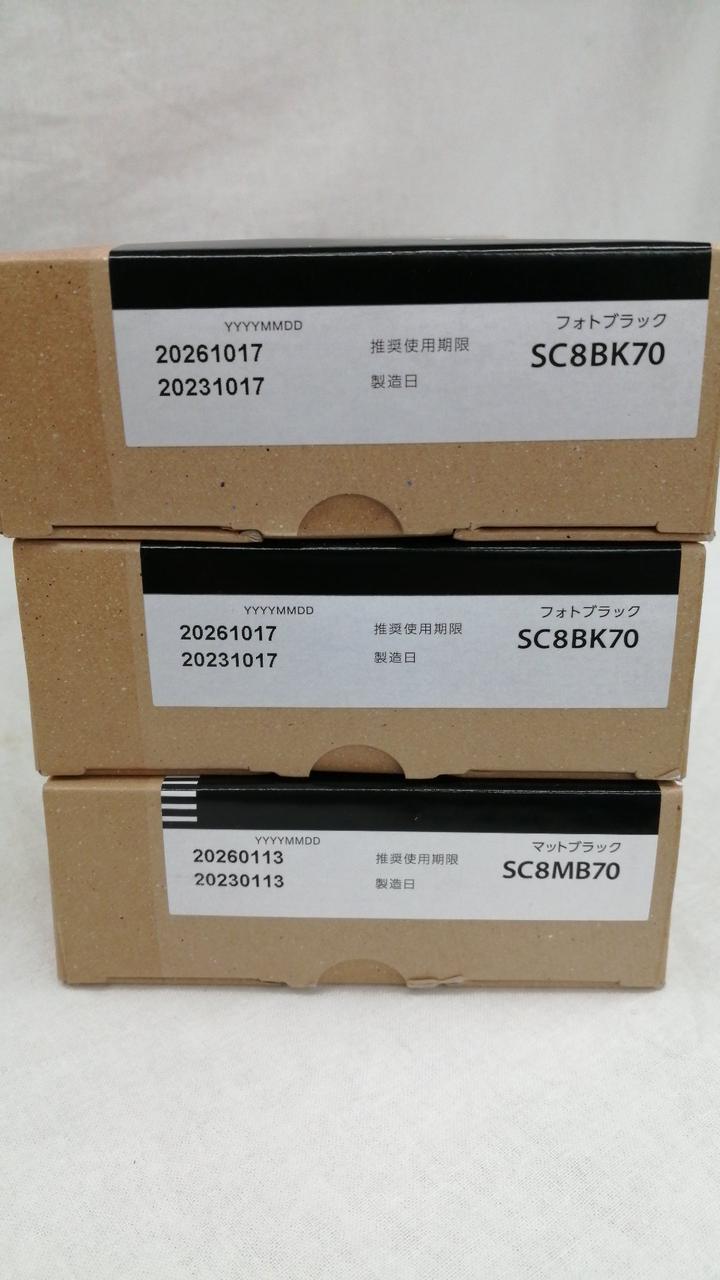 YYYYMMDD フォトブラック
20261017 推奨使用期限 SC8BK70
20231017 製造日
YYYYMMDD フォトブラック
20261017 推奨使用期限 SC8BK70
20231017 製造日
YYYYMMDD マットブラック
20260113 推奨使用期限 SC8MB70
20230113 製造日